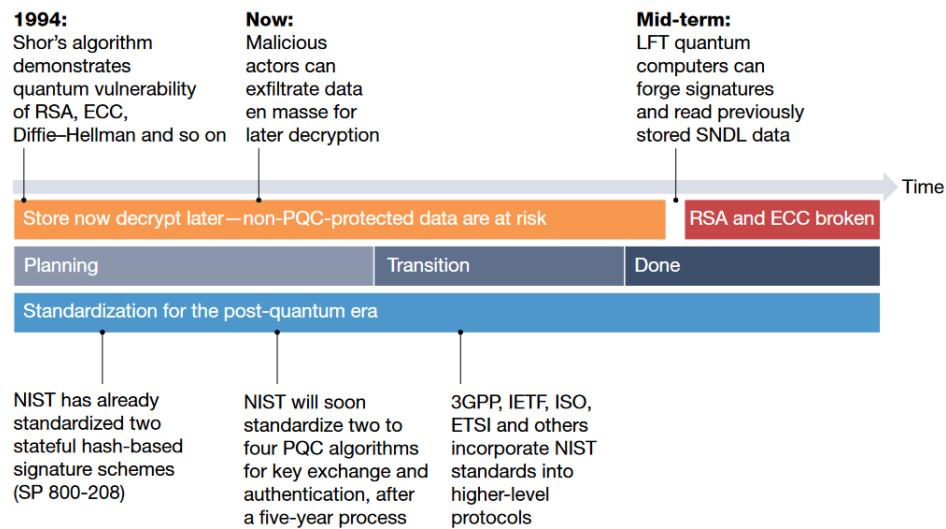 1994:
Shor's algorithm
demonstrates
quantum vulnerability
of RSA, ECC,
Diffie–Hellman and so on
Now:
Malicious
actors can
exfiltrate data
en masse for
later decryption
Mid-term:
LFT quantum
computers can
forge signatures
and read previously
stored SNDL data
Time
Store now decrypt later—non-PQC-protected data are at risk
RSA and ECC broken
Planning
Transition
Done
Standardization for the post-quantum era
NIST has already
standardized two
stateful hash-based
signature schemes
(SP 800-208)
NIST will soon
standardize two to
four PQC algorithms
for key exchange and
authentication, after
a five-year process
3GPP, IETF, ISO,
ETSI and others
incorporate NIST
standards into
higher-level
protocols